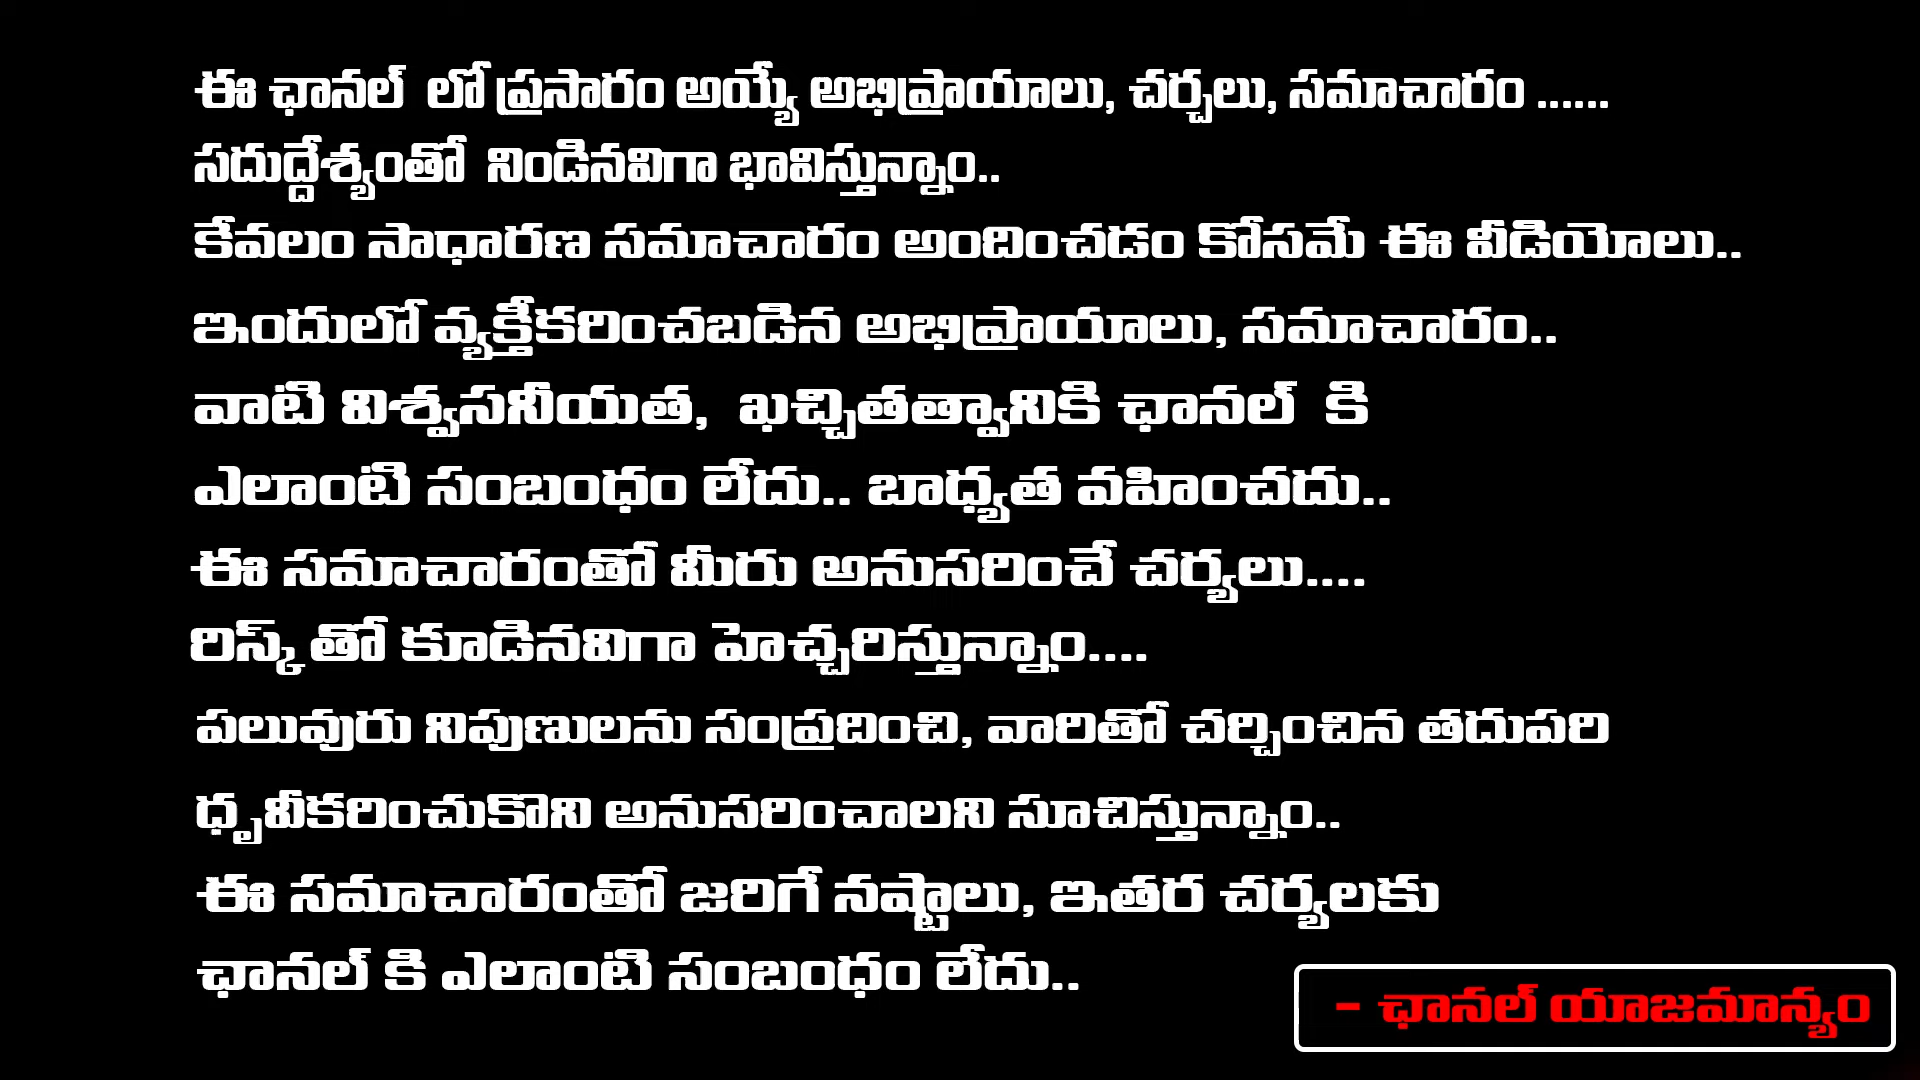 ఈ ఛానల్ లో ప్రసారం అయ్యే అభిప్రాయాలు, చర్చలు, సమాచారం ......
సదుద్దేశ్యంతో నిండినవిగా భావిస్తున్నాం..
కేవలం సాధారణ సమాచారం అందించడం కోసమే ఈ వీడియోలు..
ఇందులో వ్యక్తీకరించబడిన అభిప్రాయాలు, సమాచారం..
వాటి విశ్వసనీయత, ఖచ్చితత్వానికి ఛానల్ కి
ఎలాంటి సంబంధం లేదు.. బాధ్యత వహించదు..
ఈ సమాచారంతో మీరు అనుసరించే చర్యలు....
రిస్క్ తో కూడినవిగా హెచ్చరిస్తున్నాం....
పలువురు నిపుణులను సంప్రదించి, వారితో చర్చించిన తదుపరి
ధృవీకరించుకొని అనుసరించాలని సూచిస్తున్నాం..
ఈ సమాచారంతో జరిగే నష్టాలు, ఇతర చర్యలకు
ఛానల్ కి ఎలాంటి సంబంధం లేదు..
- ఛానల్ యాజమాన్యం